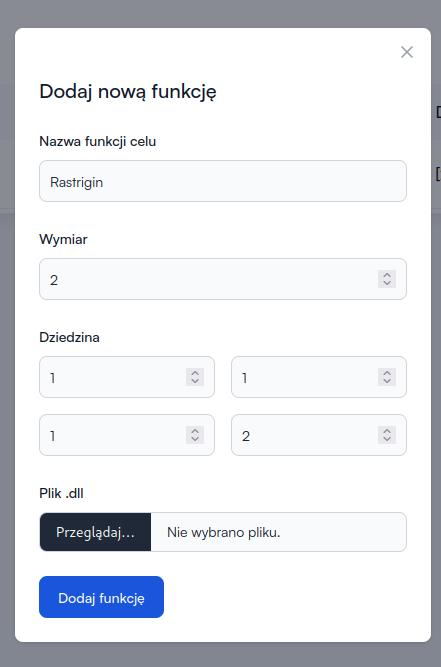 Dodaj nową funkcję
Nazwa funkcji celu
Rastrigin
Wymiar
2
Dziedzina
1 1
1 2
Plik .dll
Przeglądaj... Nie wybrano pliku.
Dodaj funkcję